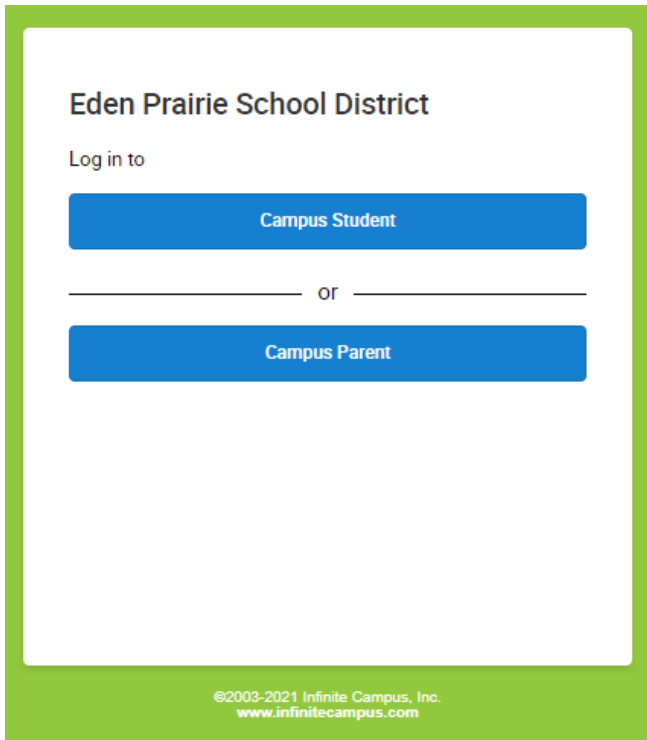 Eden Prairie School District
Log in to
Campus Student
or
Campus Parent
©2003-2021 Infinite Campus, Inc.
www.infinitecampus.com